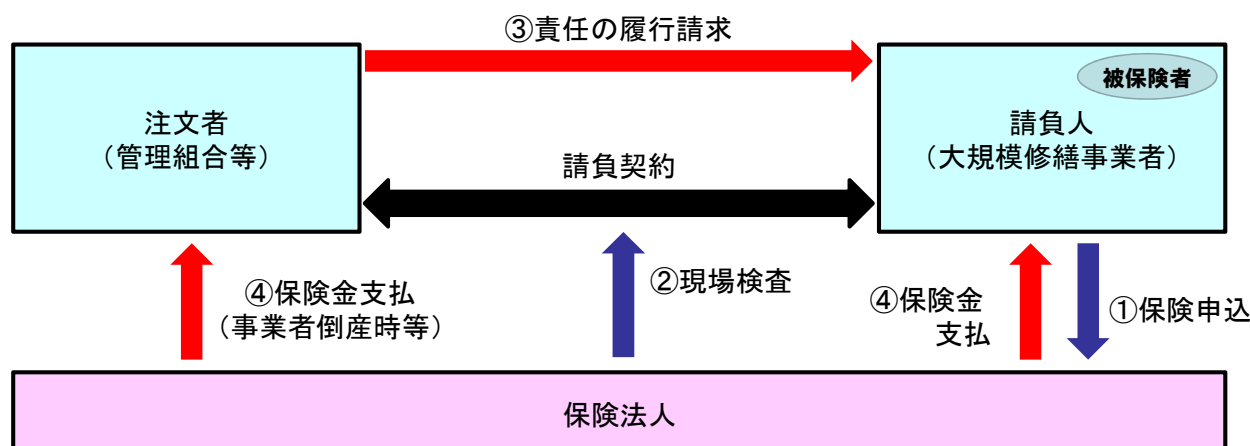 ③責任の履行請求
注文者
（管理組合等）
被保険者
請負人
（大規模修繕事業者）
請負契約
④保険金支払
（事業者倒産時等）
②現場検査
④保険金
支払
①保険申込
保険法人